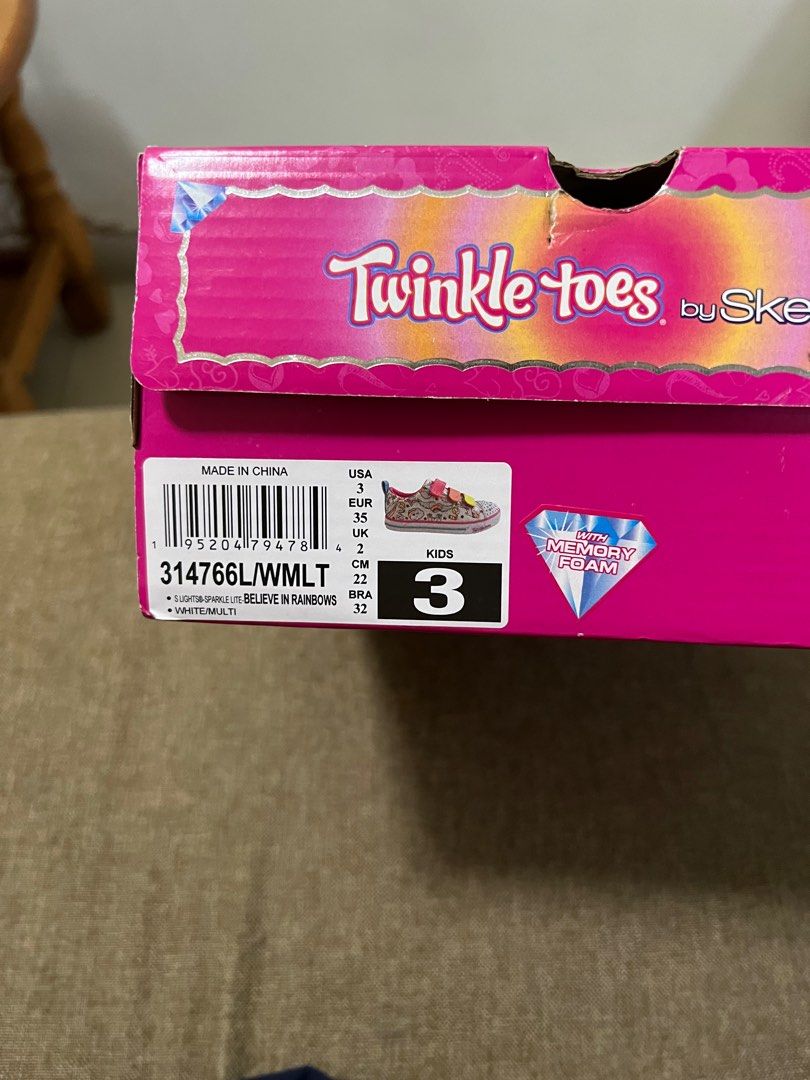 Twinkle toes® by Ske
MADE IN CHINA
1 95204 79478 4
314766L/WMLT
• S LIGHTS®-SPARKLE LITE-BELIEVE IN RAINBOWS
• WHITE/MULTI
USA
3
EUR
35
UK
2
CM
22
BRA
32
KIDS
3
WITH
MEMORY
FOAM